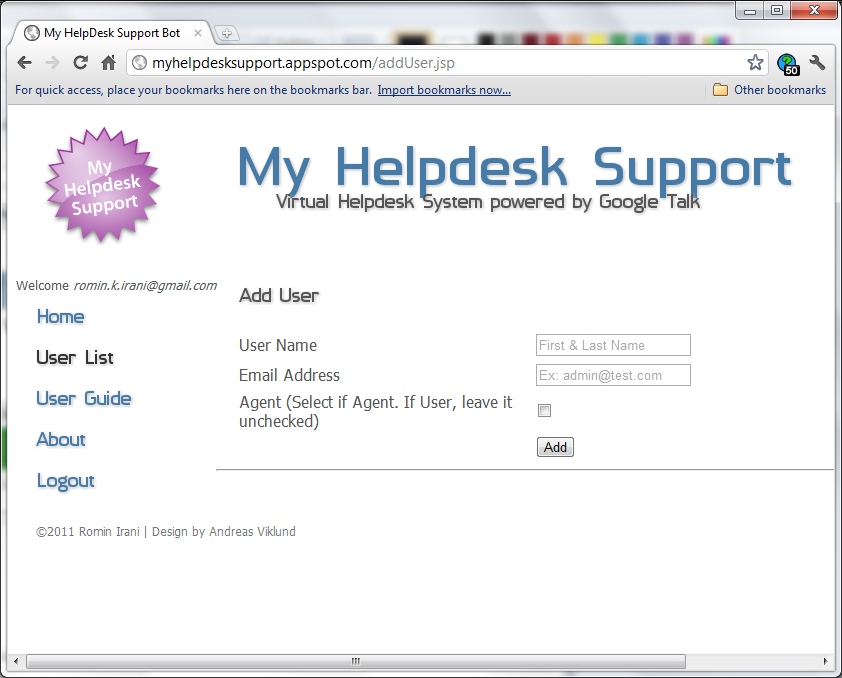 My HelpDesk Support Bot
myhelpdesksupport.appspot.com/addUser.jsp
50
For quick access, place your bookmarks here on the bookmarks bar. Import bookmarks now...
Other bookmarks
My
Helpdesk
Support
My Helpdesk Support
Virtual Helpdesk System powered by Google Talk
Welcome romin.k.irani@gmail.com
Home
User List
User Guide
About
Logout
Add User
User Name
First & Last Name
Email Address
Ex: admin@test.com
Agent (Select if Agent. If User, leave it
unchecked)
Add
©2011 Romin Irani | Design by Andreas Viklund